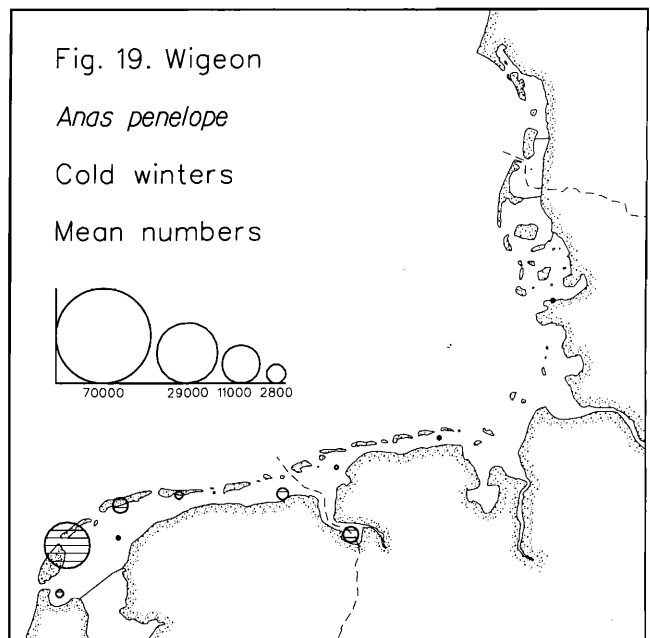 Fig. 19. Wigeon
Anas penelope
Cold winters
Mean numbers
70000 29000 11000 2800